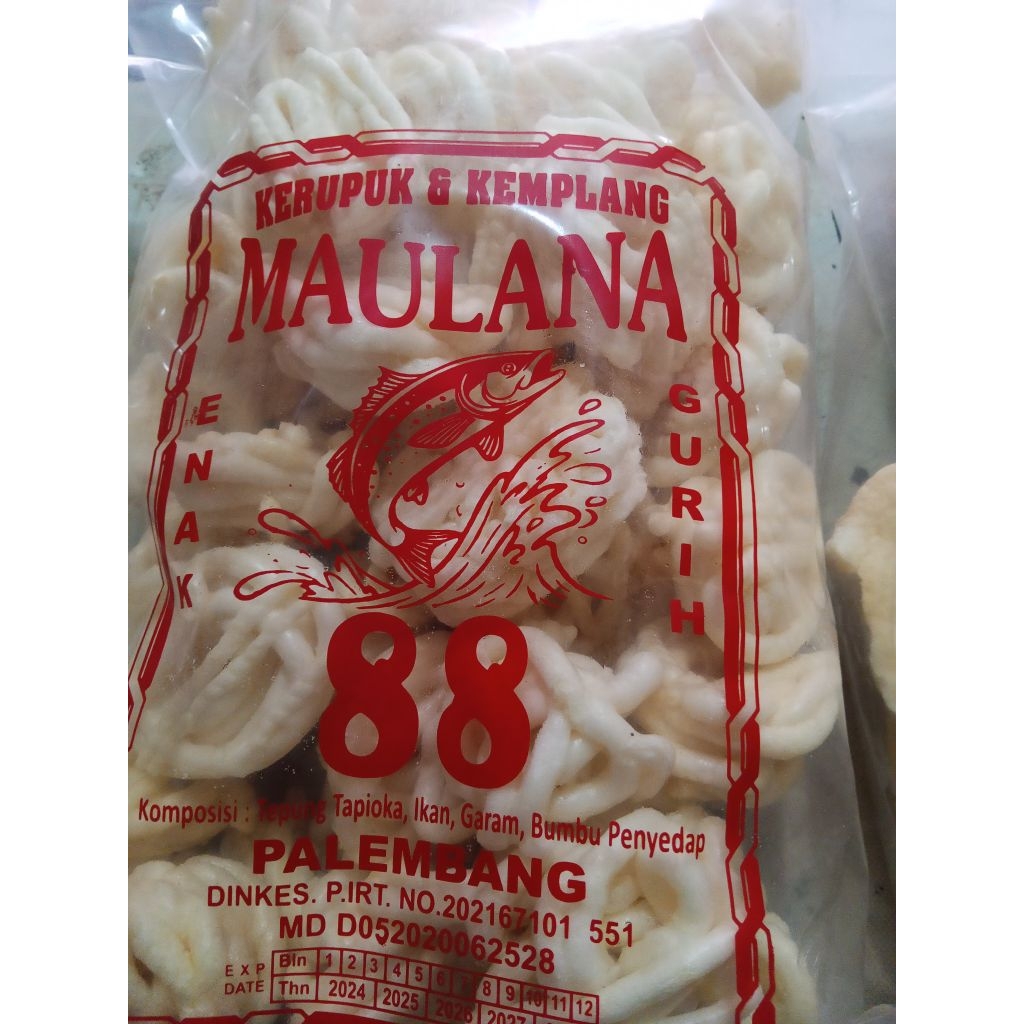 KERUPUK & KEMPLANG
MAULANA
ENAK
GURIH
88
Komposisi : Tepung Tapioka, Ikan, Garam, Bumbu Penyedap
PALEMBANG
DINKES. P.IRT. NO.202167101 551
MD D052020062528
EXP DATE
Bln 1 2 3 4 5 6 8 9 10 11 12
Thn 2024 2025 2026 2027